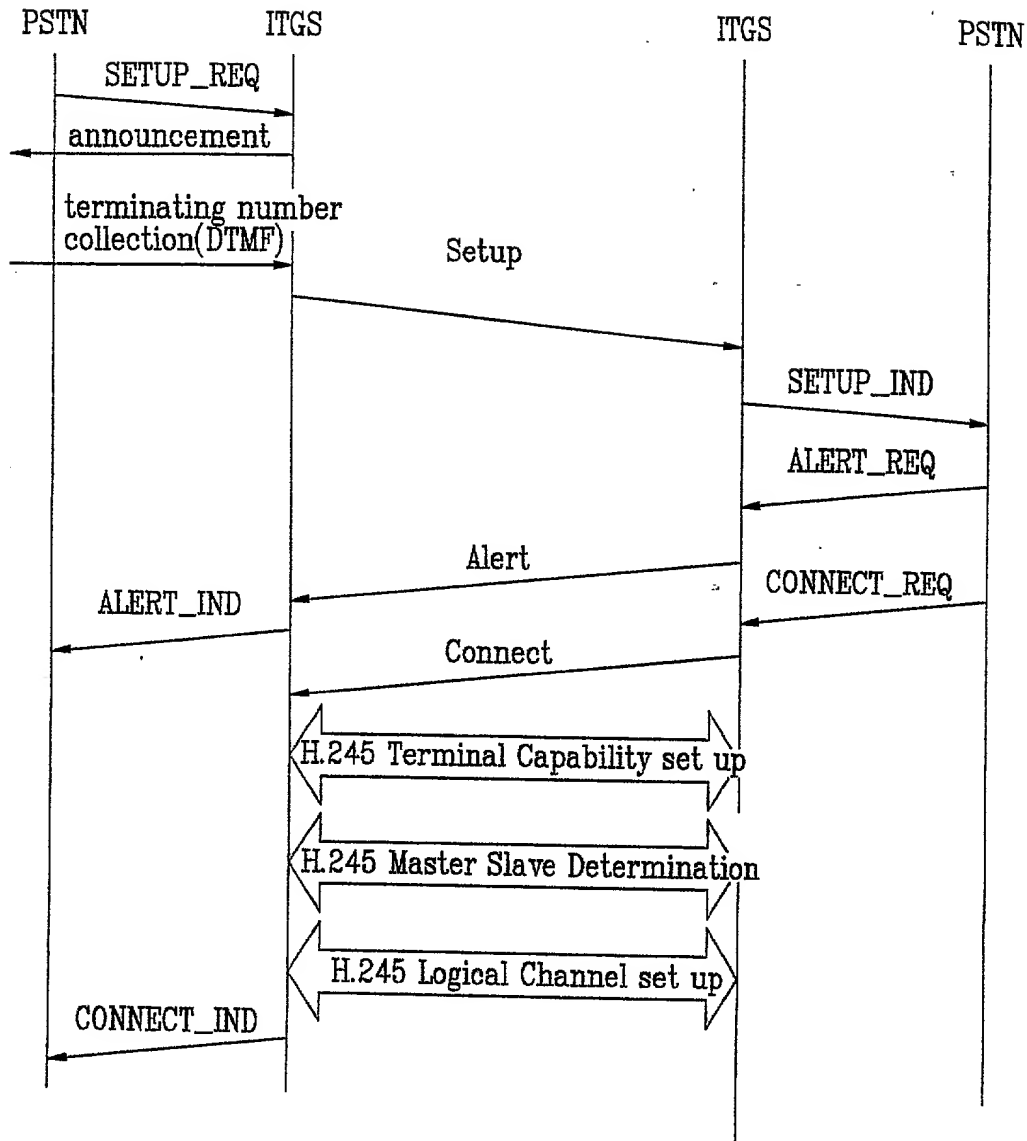 PSTN ITGS ITGS PSTN
SETUP_REQ
announcement
terminating number
collection(DTMF)
Setup
SETUP_IND
ALERT_REQ
Alert
CONNECT_REQ
ALERT_IND
Connect
H.245 Terminal Capability set up
H.245 Master Slave Determination
H.245 Logical Channel set up
CONNECT_IND